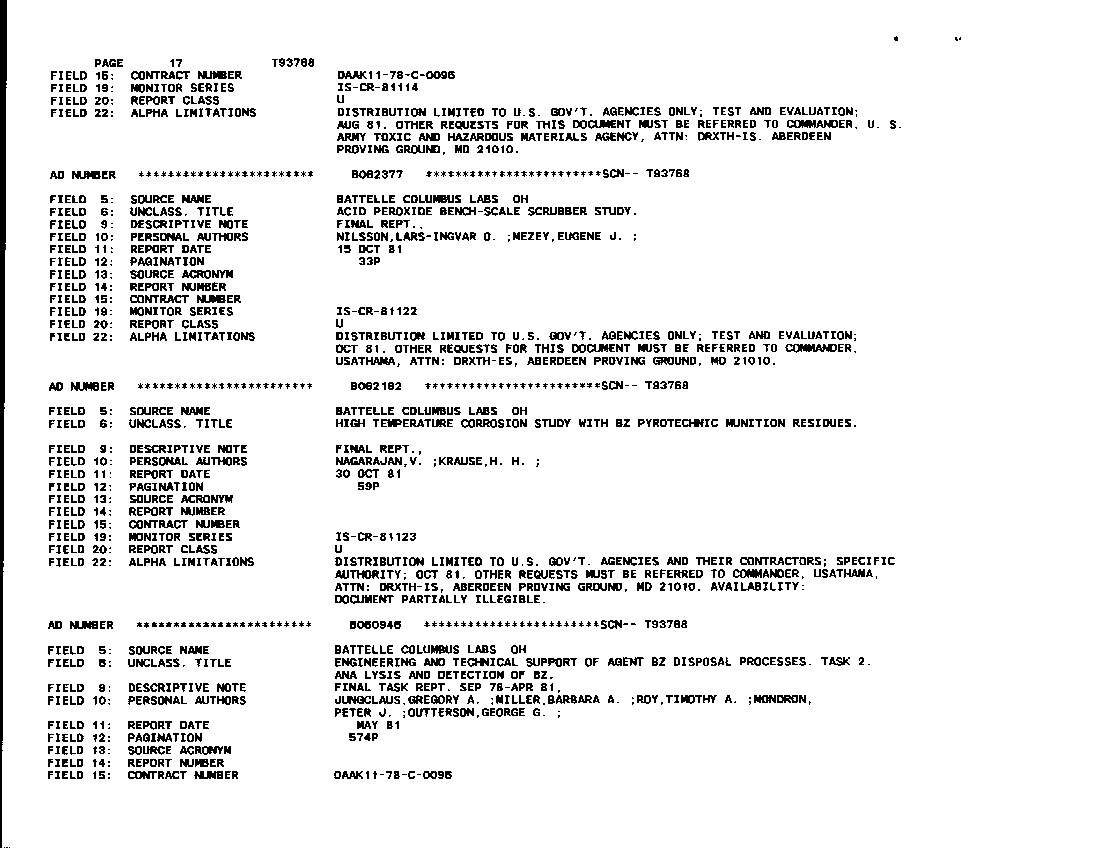 PAGE 17 T93768
FIELD 15: CONTRACT NUMBER DAAK11-78-C-0096
FIELD 19: MONITOR SERIES IS-CR-81114
FIELD 20: REPORT CLASS U
FIELD 22: ALPHA LIMITATIONS DISTRIBUTION LIMITED TO U.S. GOV'T. AGENCIES ONLY; TEST AND EVALUATION;
AUG 81. OTHER REQUESTS FOR THIS DOCUMENT MUST BE REFERRED TO COMMANDER, U. S.
ARMY TOXIC AND HAZARDOUS MATERIALS AGENCY, ATTN: DRXTH-IS. ABERDEEN
PROVING GROUND, MD 21010.
AD NUMBER ************************ B062377 ************************SCN-- T93768
FIELD 5: SOURCE NAME BATTELLE COLUMBUS LABS OH
FIELD 6: UNCLASS. TITLE ACID PEROXIDE BENCH-SCALE SCRUBBER STUDY.
FIELD 9: DESCRIPTIVE NOTE FINAL REPT.,
FIELD 10: PERSONAL AUTHORS NILSSON,LARS-INGVAR O. ;MEZEY,EUGENE J. ;
FIELD 11: REPORT DATE 15 OCT 81
FIELD 12: PAGINATION 33P
FIELD 13: SOURCE ACRONYM
FIELD 14: REPORT NUMBER
FIELD 15: CONTRACT NUMBER
FIELD 19: MONITOR SERIES IS-CR-81122
FIELD 20: REPORT CLASS U
FIELD 22: ALPHA LIMITATIONS DISTRIBUTION LIMITED TO U.S. GOV'T. AGENCIES ONLY; TEST AND EVALUATION;
OCT 81. OTHER REQUESTS FOR THIS DOCUMENT MUST BE REFERRED TO COMMANDER,
USATHAMA, ATTN: DRXTH-ES, ABERDEEN PROVING GROUND, MD 21010.
AD NUMBER ************************ B062182 ************************SCN-- T93768
FIELD 5: SOURCE NAME BATTELLE COLUMBUS LABS OH
FIELD 6: UNCLASS. TITLE HIGH TEMPERATURE CORROSION STUDY WITH BZ PYROTECHNIC MUNITION RESIDUES.
FIELD 9: DESCRIPTIVE NOTE FINAL REPT.,
FIELD 10: PERSONAL AUTHORS NAGARAJAN,V. ;KRAUSE,H. H. ;
FIELD 11: REPORT DATE 30 OCT 81
FIELD 12: PAGINATION 59P
FIELD 13: SOURCE ACRONYM
FIELD 14: REPORT NUMBER
FIELD 15: CONTRACT NUMBER
FIELD 19: MONITOR SERIES IS-CR-81123
FIELD 20: REPORT CLASS U
FIELD 22: ALPHA LIMITATIONS DISTRIBUTION LIMITED TO U.S. GOV'T. AGENCIES AND THEIR CONTRACTORS; SPECIFIC
AUTHORITY; OCT 81. OTHER REQUESTS MUST BE REFERRED TO COMMANDER, USATHAMA,
ATTN: DRXTH-IS, ABERDEEN PROVING GROUND, MD 21010. AVAILABILITY:
DOCUMENT PARTIALLY ILLEGIBLE.
AD NUMBER ************************ B060946 ************************SCN-- T93768
FIELD 5: SOURCE NAME BATTELLE COLUMBUS LABS OH
FIELD 6: UNCLASS. TITLE ENGINEERING AND TECHNICAL SUPPORT OF AGENT BZ DISPOSAL PROCESSES. TASK 2.
ANA LYSIS AND DETECTION OF BZ.
FIELD 9: DESCRIPTIVE NOTE FINAL TASK REPT. SEP 78-APR 81,
FIELD 10: PERSONAL AUTHORS JUNGCLAUS,GREGORY A. ;MILLER,BARBARA A. ;ROY,TIMOTHY A. ;MONDRON,
PETER J. ;OUTTERSON,GEORGE G. ;
FIELD 11: REPORT DATE MAY 81
FIELD 12: PAGINATION 574P
FIELD 13: SOURCE ACRONYM
FIELD 14: REPORT NUMBER
FIELD 15: CONTRACT NUMBER DAAK11-78-C-0096